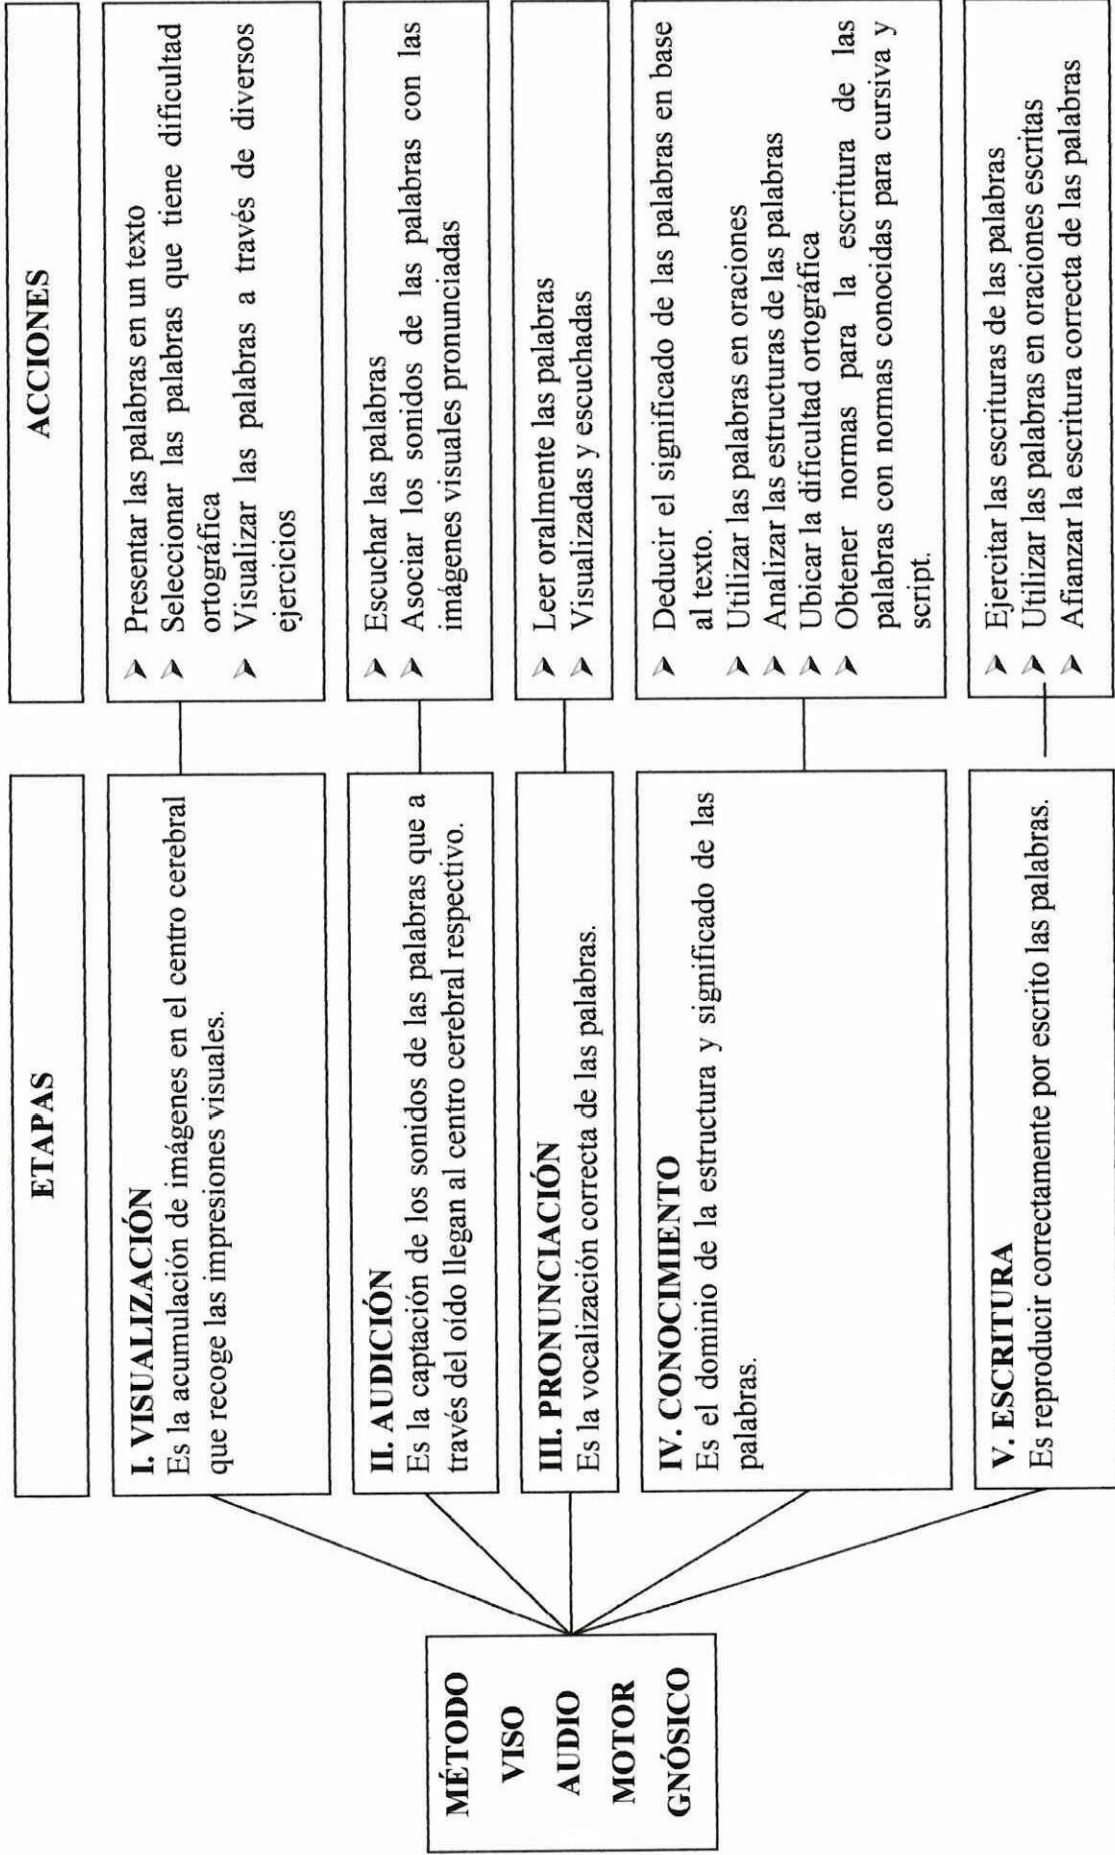 MÉTODO
VISO
AUDIO
MOTOR
GNÓSICO
ETAPAS
ACCIONES
I. VISUALIZACIÓN
Es la acumulación de imágenes en el centro cerebral
que recoge las impresiones visuales.
➢ Presentar las palabras en un texto
➢ Seleccionar las palabras que tiene dificultad
ortográfica
➢ Visualizar las palabras a través de diversos
ejercicios
II. AUDICIÓN
Es la captación de los sonidos de las palabras que a
través del oído llegan al centro cerebral respectivo.
➢ Escuchar las palabras
➢ Asociar los sonidos de las palabras con las
imágenes visuales pronunciadas
III. PRONUNCIACIÓN
Es la vocalización correcta de las palabras.
➢ Leer oralmente las palabras
➢ Visualizadas y escuchadas
IV. CONOCIMIENTO
Es el dominio de la estructura y significado de las
palabras.
➢ Deducir el significado de las palabras en base
al texto.
➢ Utilizar las palabras en oraciones
➢ Analizar las estructuras de las palabras
➢ Ubicar la dificultad ortográfica
➢ Obtener normas para la escritura de las
palabras con normas conocidas para cursiva y
script.
V. ESCRITURA
Es reproducir correctamente por escrito las palabras.
➢ Ejercitar las escrituras de las palabras
➢ Utilizar las palabras en oraciones escritas
➢ Afianzar la escritura correcta de las palabras